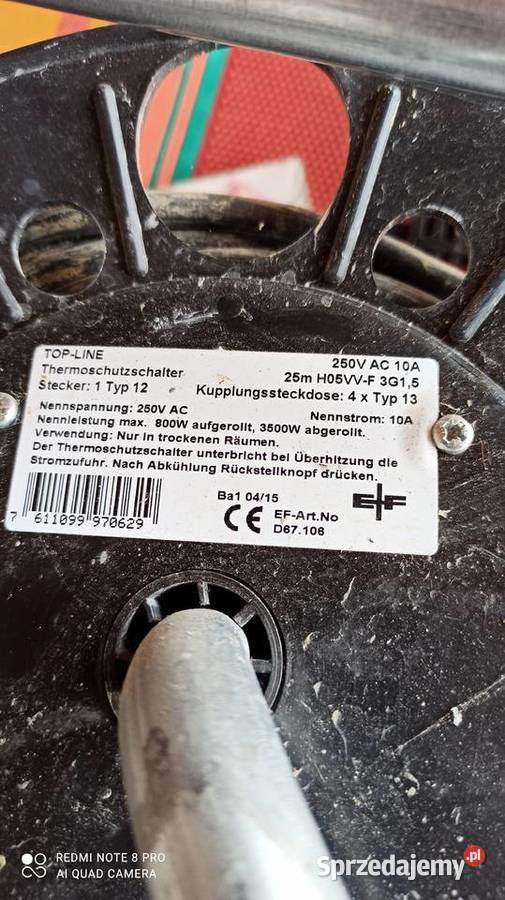 TOP-LINE 250V AC 10A
Thermoschutzschalter 25m H05VV-F 3G1,5
Stecker: 1 Typ 12 Kupplungssteckdose: 4 x Typ 13
Nennspannung: 250V AC Nennstrom: 10A
Nennleistung max. 800W aufgerollt, 3500W abgerollt.
Verwendung: Nur in trockenen Räumen.
Der Thermoschutzschalter unterbricht bei Überhitzung die
Stromzufuhr. Nach Abkühlung Rückstellknopf drücken.
7 611099 970629
Ba1 04/15
CE EF-Art.No
D67.106
E+F
REDMI NOTE 8 PRO
AI QUAD CAMERA
Sprzedajemy.pl